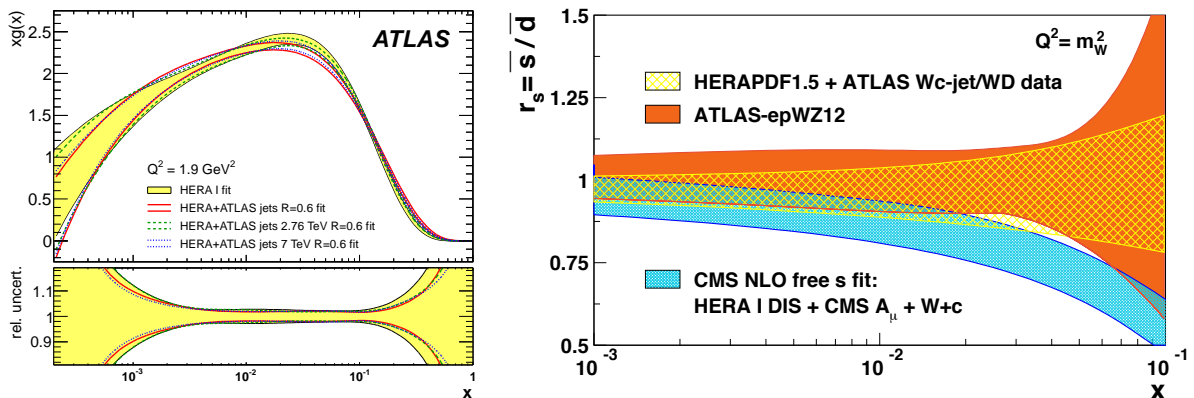 xg(x)
2.5
2
1.5
1
0.5
0
ATLAS
Q² = 1.9 GeV²
HERA I fit
HERA+ATLAS jets R=0.6 fit
HERA+ATLAS jets 2.76 TeV R=0.6 fit
HERA+ATLAS jets 7 TeV R=0.6 fit
rel. uncert.
1.1
1
0.9
10⁻³
10⁻²
10⁻¹
1
x
r_s = s̅ / d̅
1.5
1.25
1
0.75
0.5
Q² = m_W²
HERAPDF1.5 + ATLAS Wc-jet/WD data
ATLAS-epWZ12
CMS NLO free s fit:
HERA I DIS + CMS A_μ + W+c
10⁻³
10⁻²
10⁻¹
x